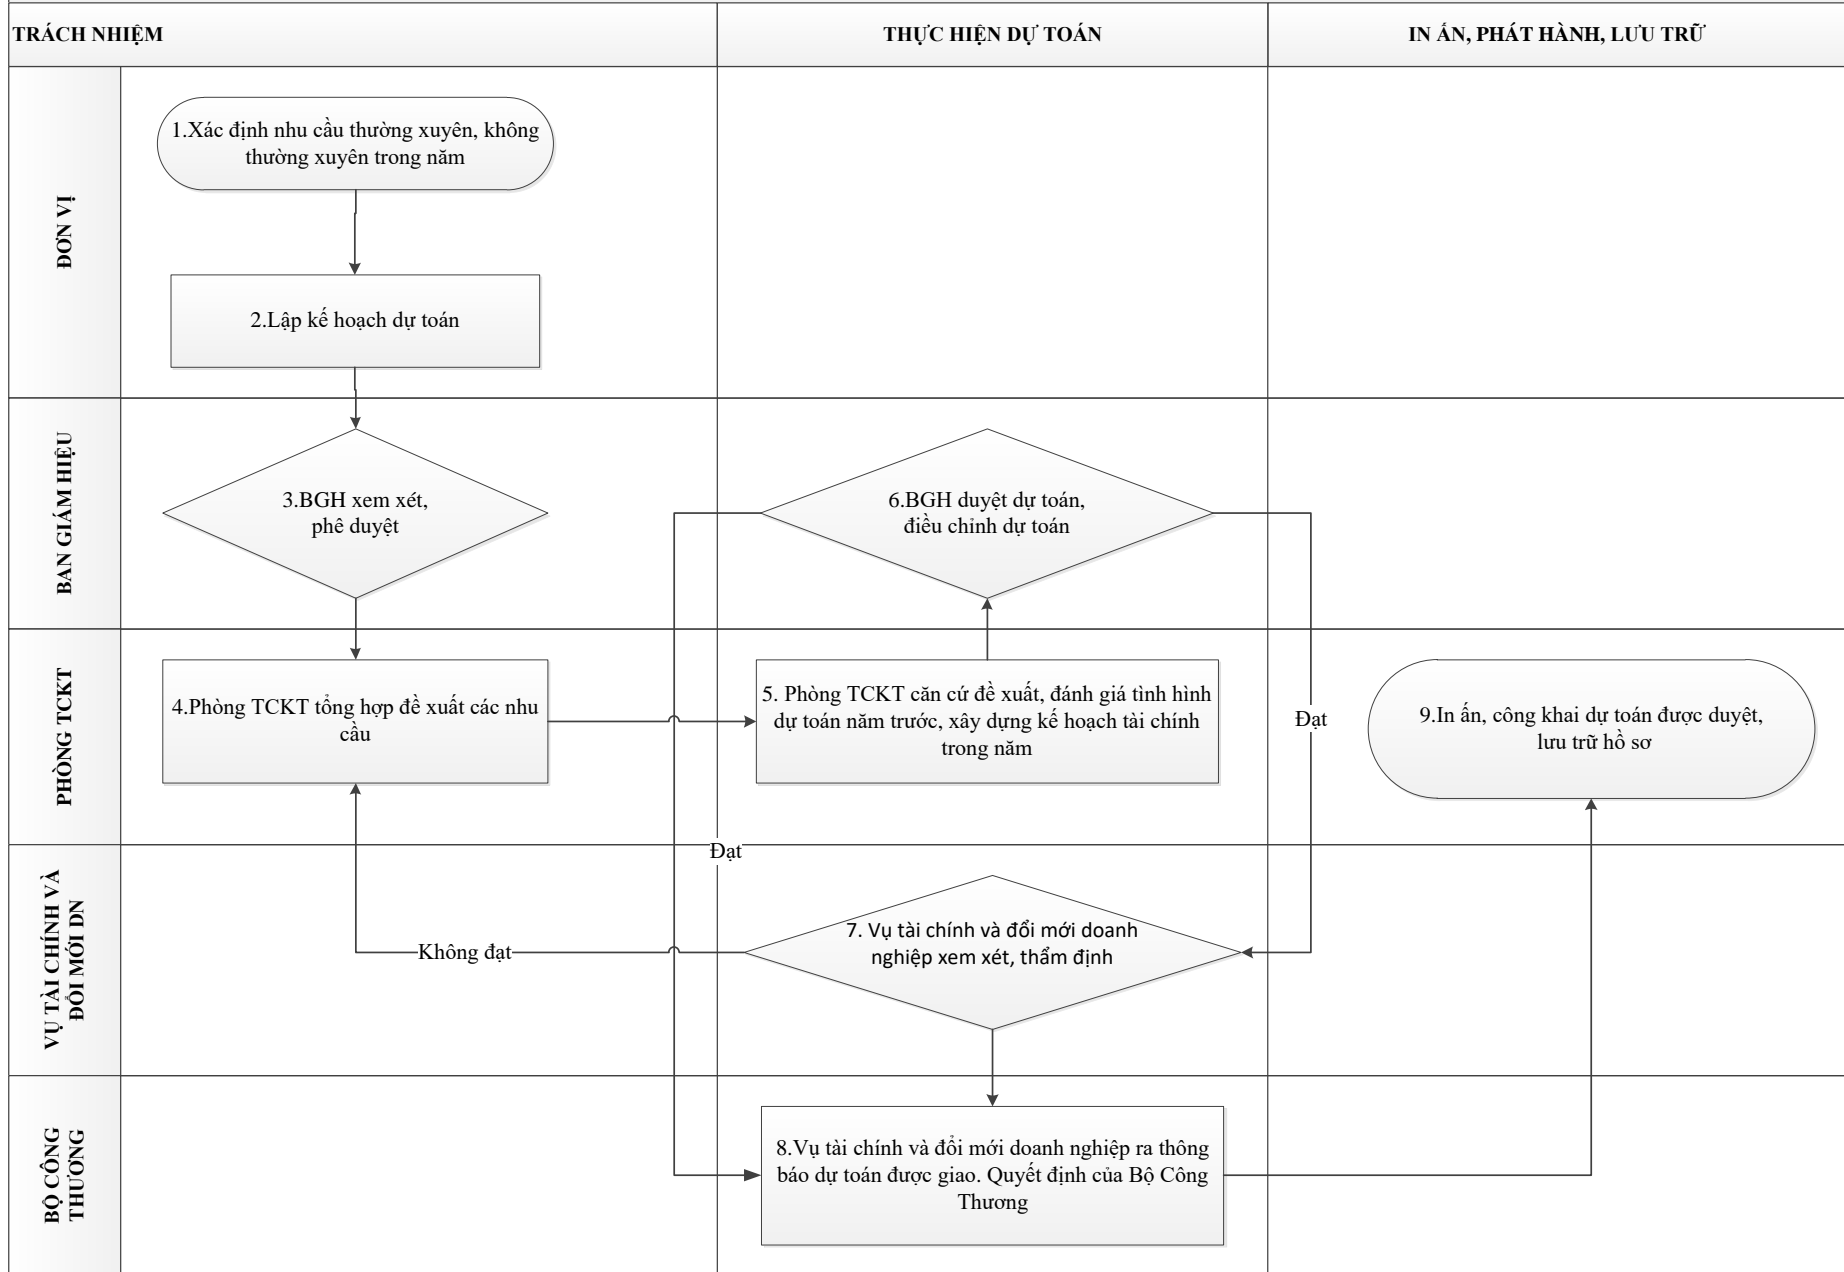 TRÁCH NHIỆM
THỰC HIỆN DỰ TOÁN
IN ẤN, PHÁT HÀNH, LƯU TRỮ
ĐƠN VỊ
1.Xác định nhu cầu thường xuyên, không
thường xuyên trong năm
2.Lập kế hoạch dự toán
BAN GIÁM HIỆU
3.BGH xem xét,
phê duyệt
6.BGH duyệt dự toán,
điều chỉnh dự toán
PHÒNG TCKT
4.Phòng TCKT tổng hợp đề xuất các nhu
cầu
5. Phòng TCKT căn cứ đề xuất, đánh giá tình hình
dự toán năm trước, xây dựng kế hoạch tài chính
trong năm
Đạt
9.In ấn, công khai dự toán được duyệt,
lưu trữ hồ sơ
Đạt
VỤ TÀI CHÍNH VÀ
ĐỔI MỚI DN
Không đạt
7. Vụ tài chính và đổi mới doanh
nghiệp xem xét, thẩm định
BỘ CÔNG
THƯƠNG
8.Vụ tài chính và đổi mới doanh nghiệp ra thông
báo dự toán được giao. Quyết định của Bộ Công
Thương